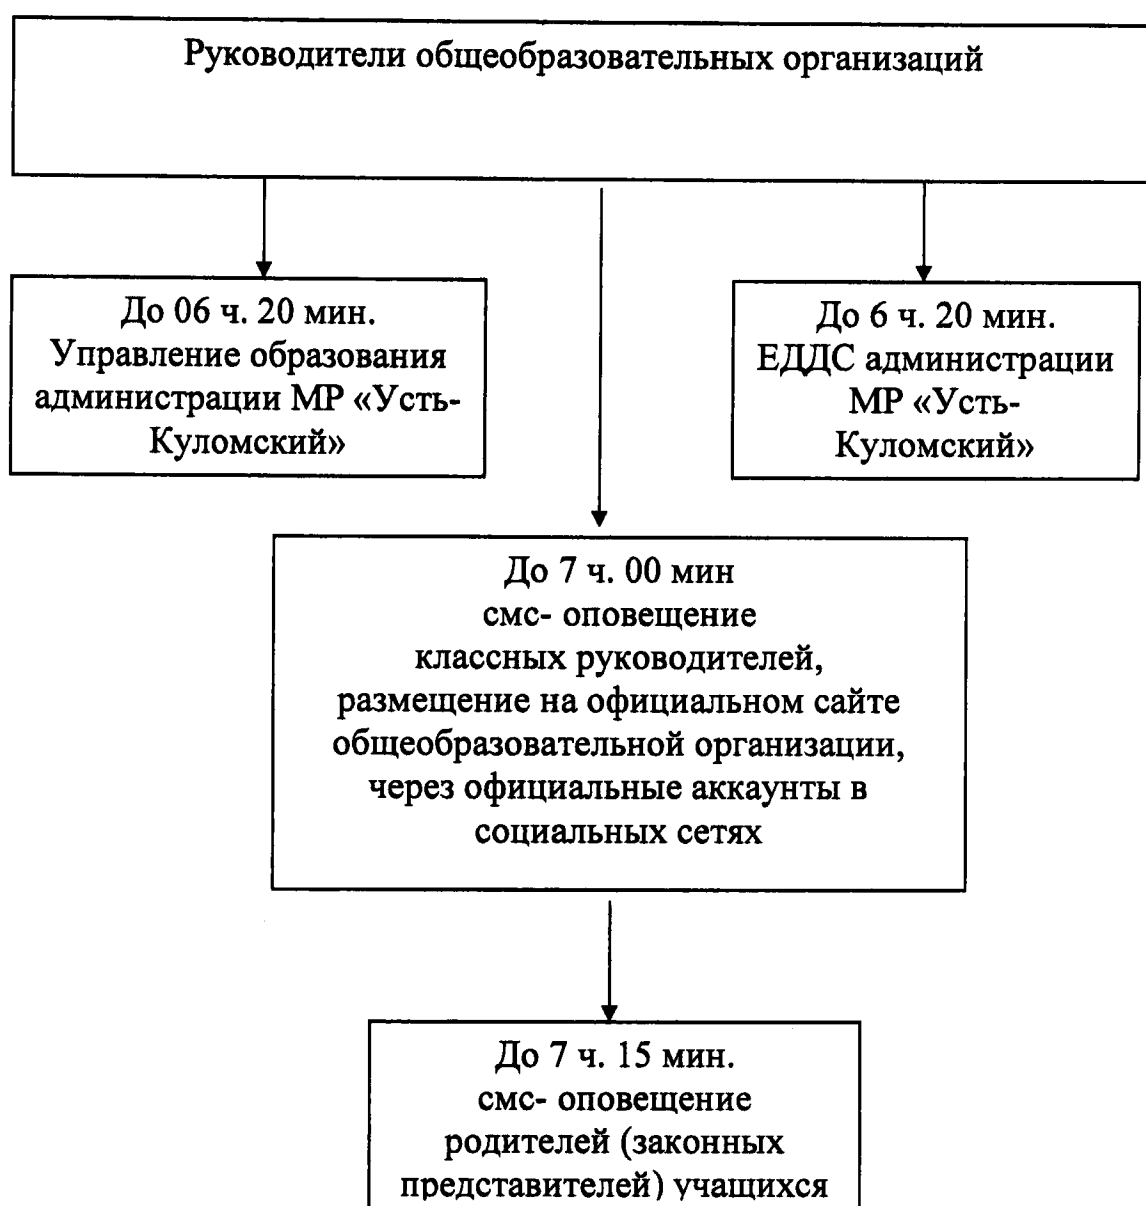 Руководители общеобразовательных организаций
До 06 ч. 20 мин.
Управление образования
администрации МР «Усть-
Куломский»
До 6 ч. 20 мин.
ЕДДС администрации
МР «Усть-
Куломский»
До 7 ч. 00 мин
смс- оповещение
классных руководителей,
размещение на официальном сайте
общеобразовательной организации,
через официальные аккаунты в
социальных сетях
До 7 ч. 15 мин.
смс- оповещение
родителей (законных
представителей) учащихся